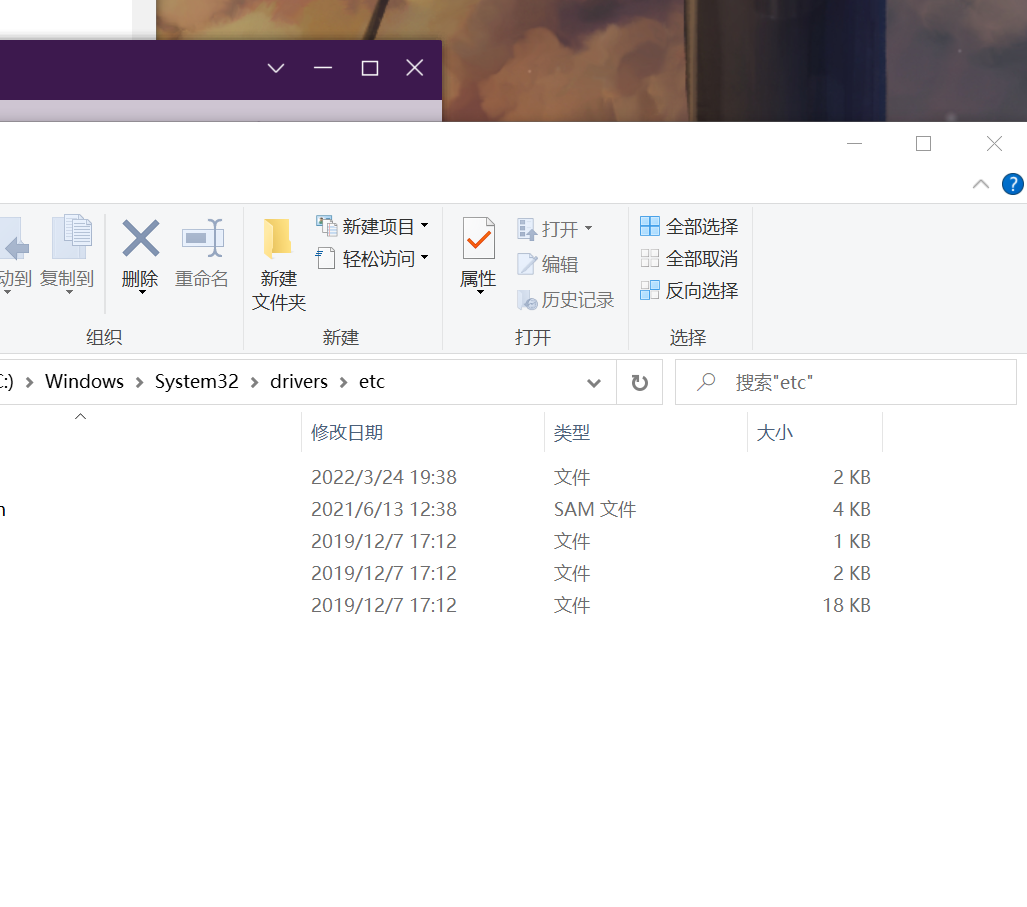 ?
动到 复制到 删除 重命名
组织
新建
文件夹
新建项目
轻松访问
新建
属性
打开
编辑
历史记录
打开
全部选择
全部取消
反向选择
选择
C:) Windows System32 drivers etc
搜索"etc"
修改日期 类型 大小
2022/3/24 19:38 文件 2 KB
2021/6/13 12:38 SAM 文件 4 KB
2019/12/7 17:12 文件 1 KB
2019/12/7 17:12 文件 2 KB
2019/12/7 17:12 文件 18 KB